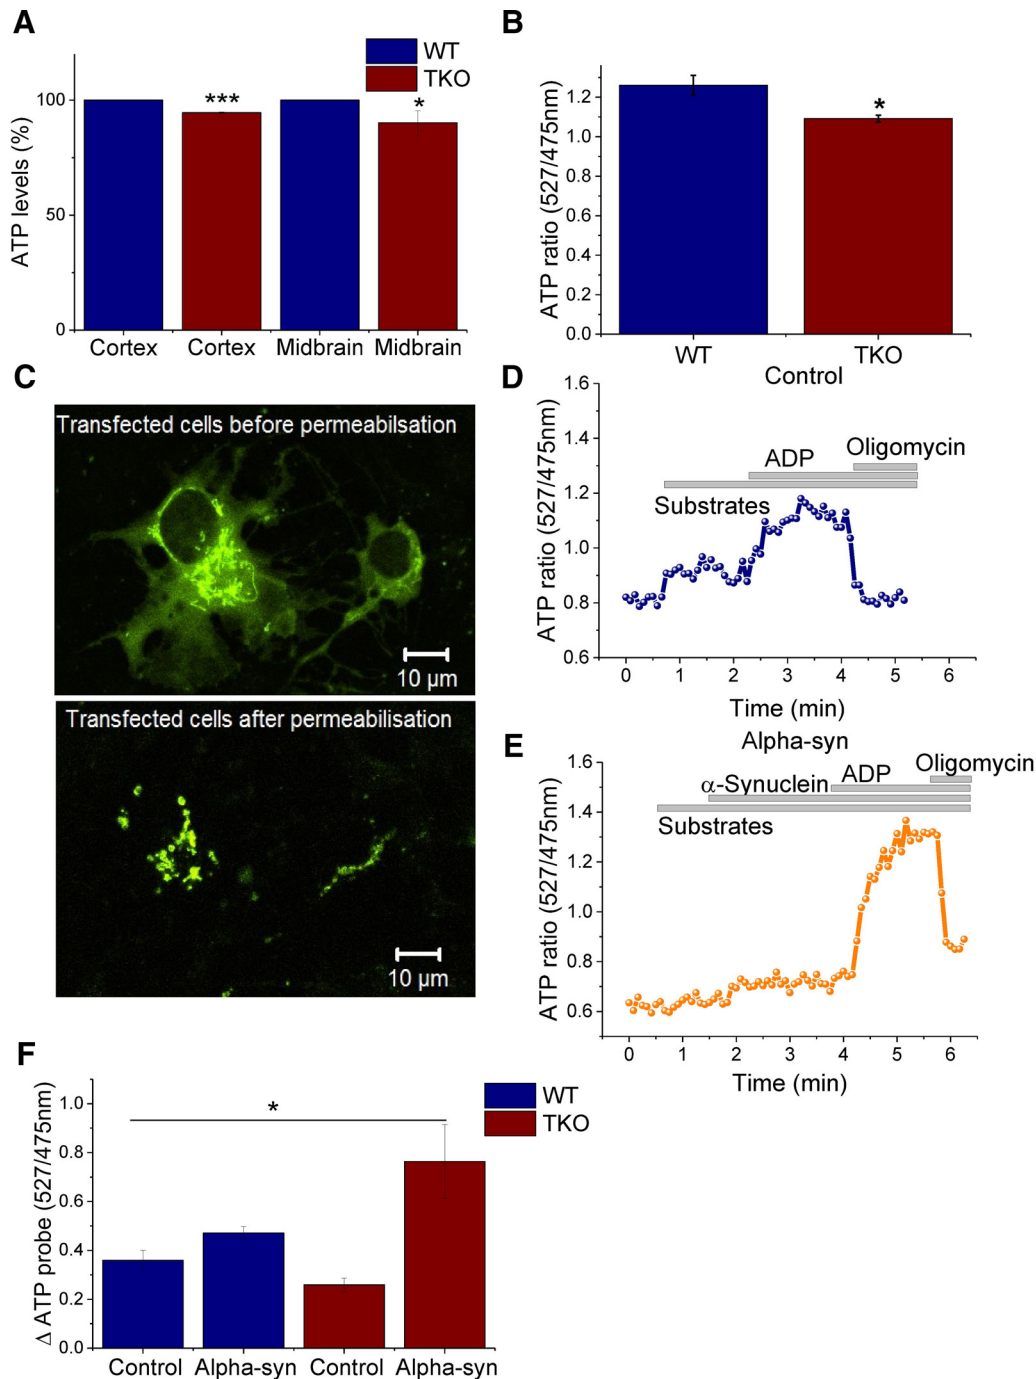 A
WT
TKO
ATP levels (%)
100
50
0
***
*
Cortex
Cortex
Midbrain
Midbrain
B
ATP ratio (527/475nm)
1.2
1.0
0.8
0.6
0.4
0.2
0.0
*
WT
TKO
C
Transfected cells before permeabilsation
10 μm
Transfected cells after permeabilisation
10 μm
D
Control
ATP ratio (527/475nm)
1.6
1.4
1.2
1.0
0.8
0.6
Oligomycin
ADP
Substrates
0 1 2 3 4 5 6
Time (min)
E
Alpha-syn
ATP ratio (527/475nm)
1.6
1.4
1.2
1.0
0.8
0.6
Oligomycin
ADP
α-Synuclein
Substrates
0 1 2 3 4 5 6
Time (min)
F
WT
TKO
Δ ATP probe (527/475nm)
1.0
0.8
0.6
0.4
0.2
0.0
*
Control
Alpha-syn
Control
Alpha-syn